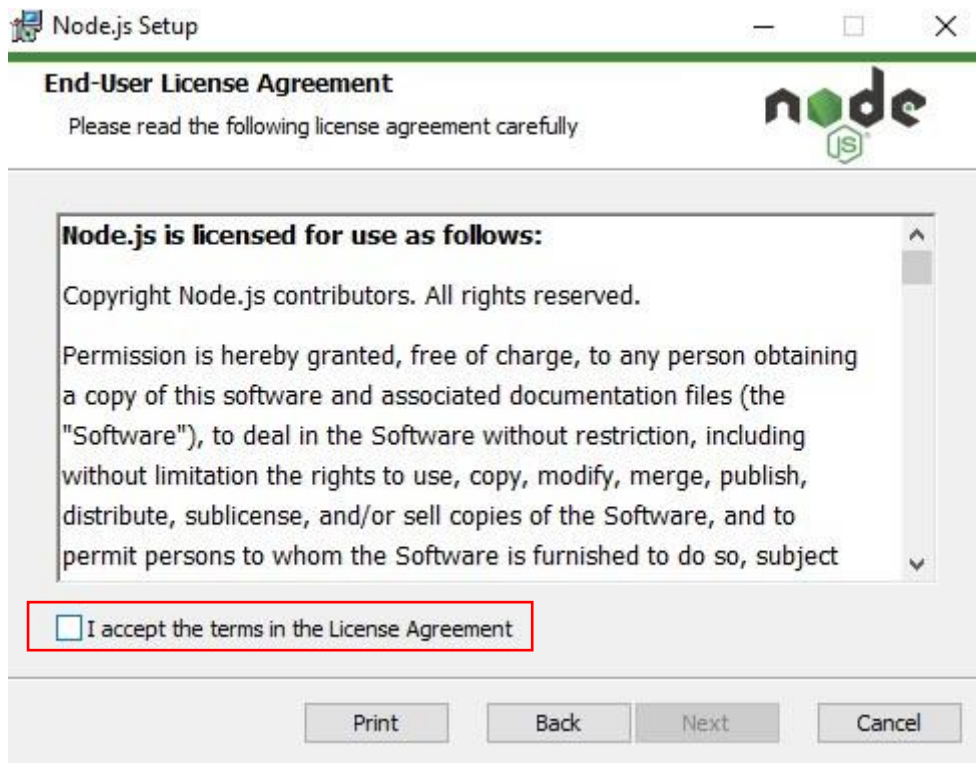 Node.js Setup
End-User License Agreement
Please read the following license agreement carefully
node
JS
Node.js is licensed for use as follows:
Copyright Node.js contributors. All rights reserved.
Permission is hereby granted, free of charge, to any person obtaining
a copy of this software and associated documentation files (the
"Software"), to deal in the Software without restriction, including
without limitation the rights to use, copy, modify, merge, publish,
distribute, sublicense, and/or sell copies of the Software, and to
permit persons to whom the Software is furnished to do so, subject
I accept the terms in the License Agreement
Print Back Next Cancel